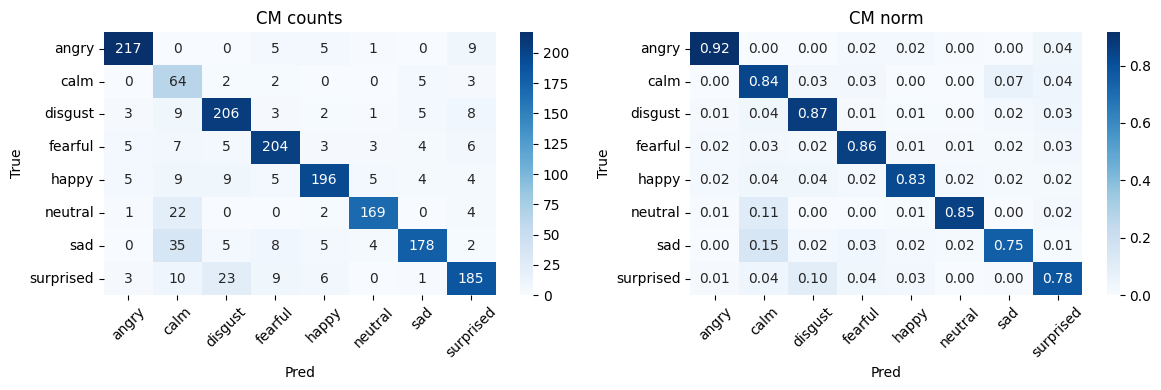 CM counts
angry 217 0 0 5 5 1 0 9
calm 0 64 2 2 0 0 5 3
disgust 3 9 206 3 2 1 5 8
fearful 5 7 5 204 3 3 4 6
happy 5 9 9 5 196 5 4 4
neutral 1 22 0 0 2 169 0 4
sad 0 35 5 8 5 4 178 2
surprised 3 10 23 9 6 0 1 185
angry calm disgust fearful happy neutral sad surprised
True
Pred
200
175
150
125
100
75
50
25
0
CM norm
angry 0.92 0.00 0.00 0.02 0.02 0.00 0.00 0.04
calm 0.00 0.84 0.03 0.03 0.00 0.00 0.07 0.04
disgust 0.01 0.04 0.87 0.01 0.01 0.00 0.02 0.03
fearful 0.02 0.03 0.02 0.86 0.01 0.01 0.02 0.03
happy 0.02 0.04 0.04 0.02 0.83 0.02 0.02 0.02
neutral 0.01 0.11 0.00 0.00 0.01 0.85 0.00 0.02
sad 0.00 0.15 0.02 0.03 0.02 0.02 0.75 0.01
surprised 0.01 0.04 0.10 0.04 0.03 0.00 0.00 0.78
angry calm disgust fearful happy neutral sad surprised
True
Pred
0.8
0.6
0.4
0.2
0.0